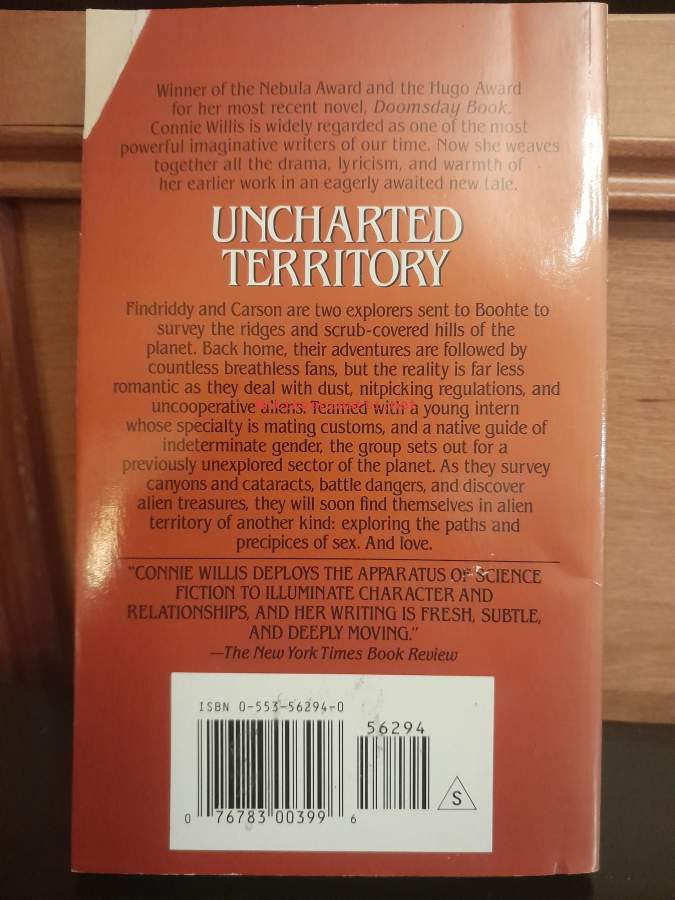 Winner of the Nebula Award and the Hugo Award
for her most recent novel, Doomsday Book,
Connie Willis is widely regarded as one of the most
powerful imaginative writers of our time. Now she weaves
together all the drama, lyricism, and warmth of
her earlier work in an eagerly awaited new tale.
UNCHARTED
TERRITORY
Findriddy and Carson are two explorers sent to Boohte to
survey the ridges and scrub-covered hills of the
planet. Back home, their adventures are followed by
countless breathless fans, but the reality is far less
romantic as they deal with dust, nitpicking regulations, and
uncooperative aliens. Teamed with a young intern
whose specialty is mating customs, and a native guide of
indeterminate gender, the group sets out for a
previously unexplored sector of the planet. As they survey
canyons and cataracts, battle dangers, and discover
alien treasures, they will soon find themselves in alien
territory of another kind: exploring the paths and
precipices of sex. And love.
"CONNIE WILLIS DEPLOYS THE APPARATUS OF SCIENCE
FICTION TO ILLUMINATE CHARACTER AND
RELATIONSHIPS, AND HER WRITING IS FRESH, SUBTLE,
AND DEEPLY MOVING."
—The New York Times Book Review
ISBN 0-553-56294-0
56294
S
0 76783 00399 6